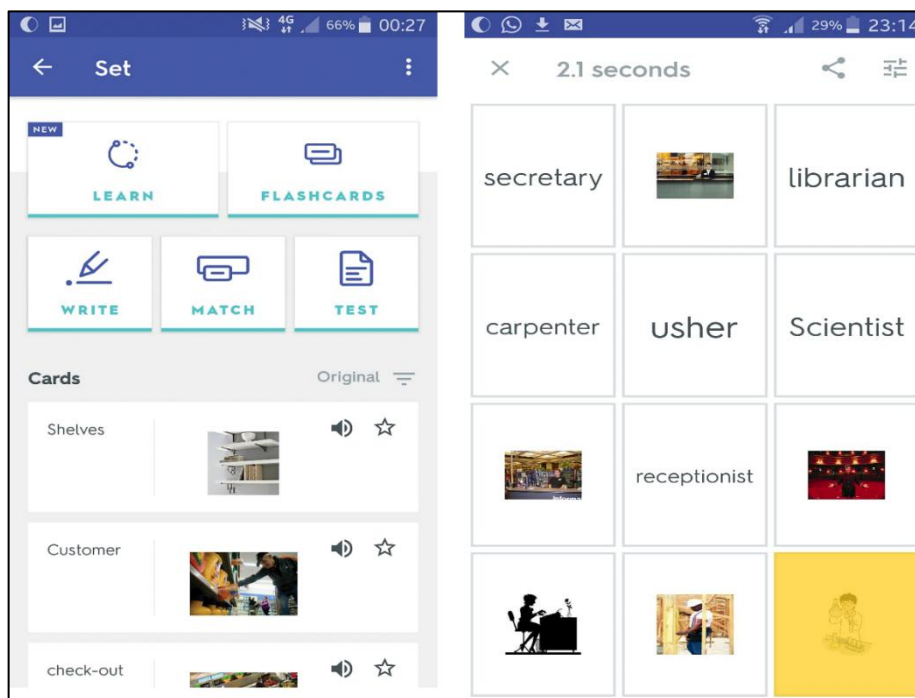 4G 66% 00:27
Set
NEW
LEARN
FLASHCARDS
WRITE
MATCH
TEST
Cards
Original
Shelves
Customer
check-out
29% 23:14
2.1 seconds
secretary
librarian
carpenter
usher
Scientist
receptionist